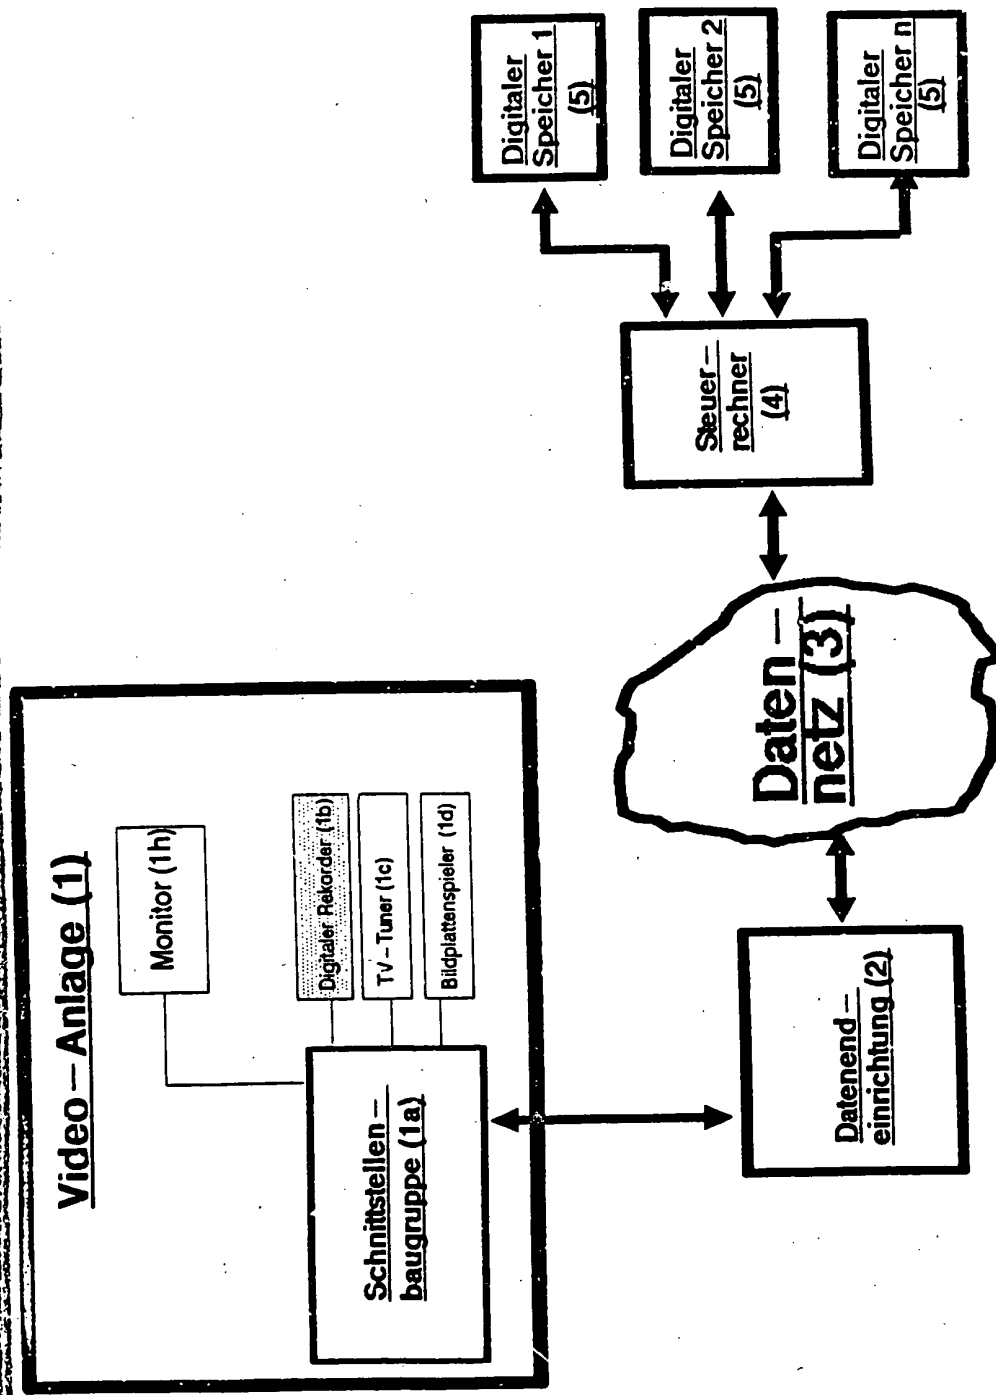 Video – Anlage (1)
Monitor (1h)
Digitaler Rekorder (1b)
TV – Tuner (1c)
Bildplattenspieler (1d)
Schnittstellen –
baugruppe (1a)
Datenend –
einrichtung (2)
Daten –
netz (3)
Steuer –
rechner
(4)
Digitaler
Speicher 1
(5)
Digitaler
Speicher 2
(5)
Digitaler
Speicher n
(5)